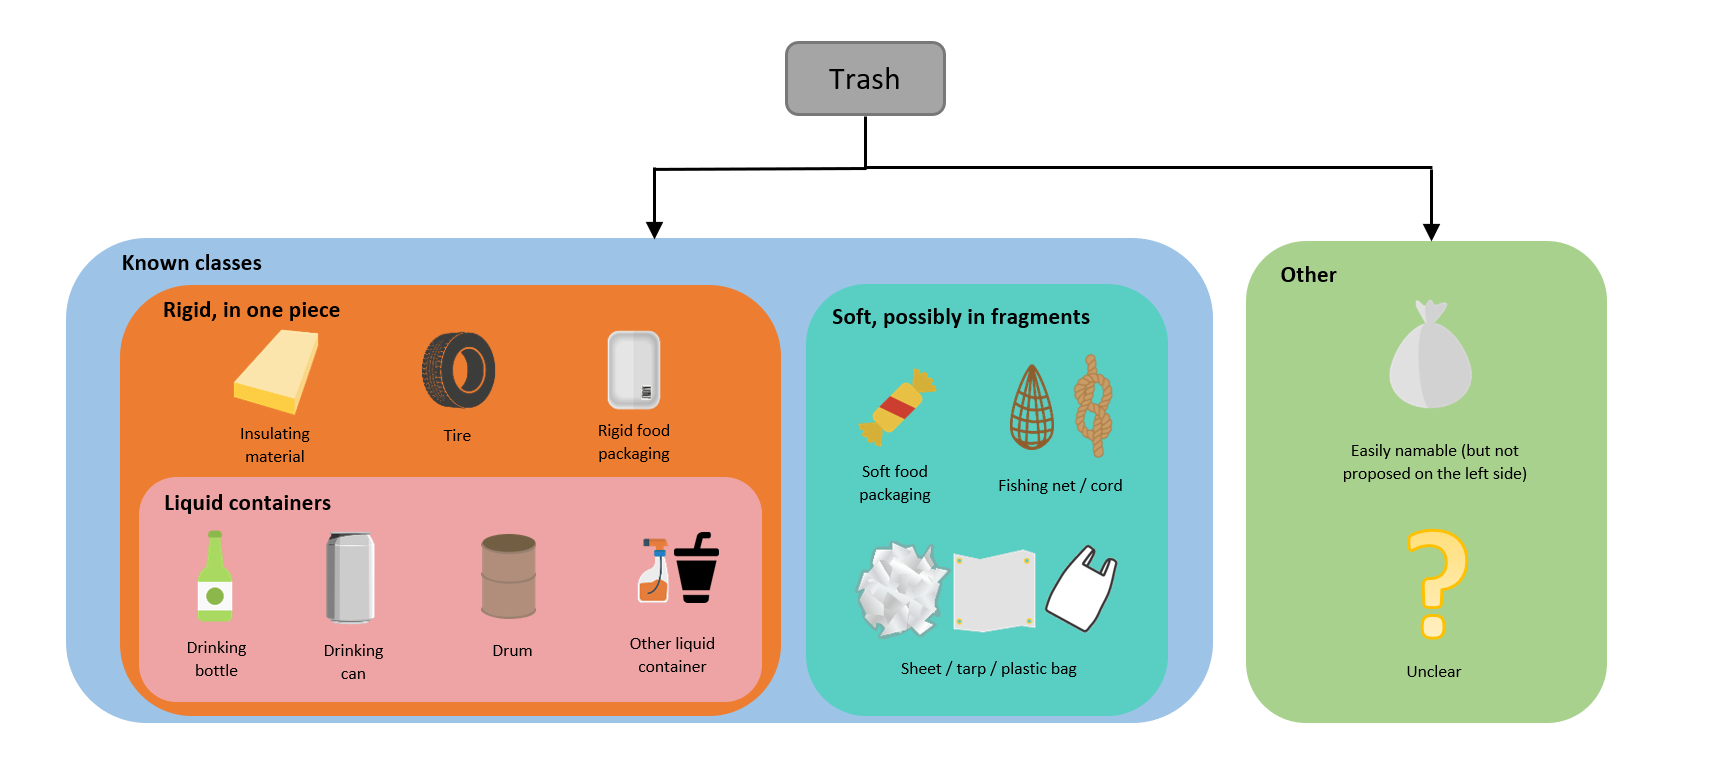 Trash
Known classes
Rigid, in one piece
Insulating
material
Tire
Rigid food
packaging
Liquid containers
Drinking
bottle
Drinking
can
Drum
Other liquid
container
Soft, possibly in fragments
Soft food
packaging
Fishing net / cord
Sheet / tarp / plastic bag
Other
Easily namable (but not
proposed on the left side)
?
Unclear